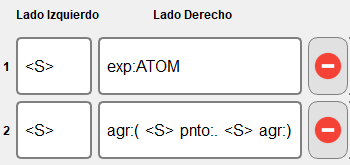 Lado Izquierdo Lado Derecho
1 <S> exp:ATOM
2 <S> agr:( <S> pnto:. <S> agr:)